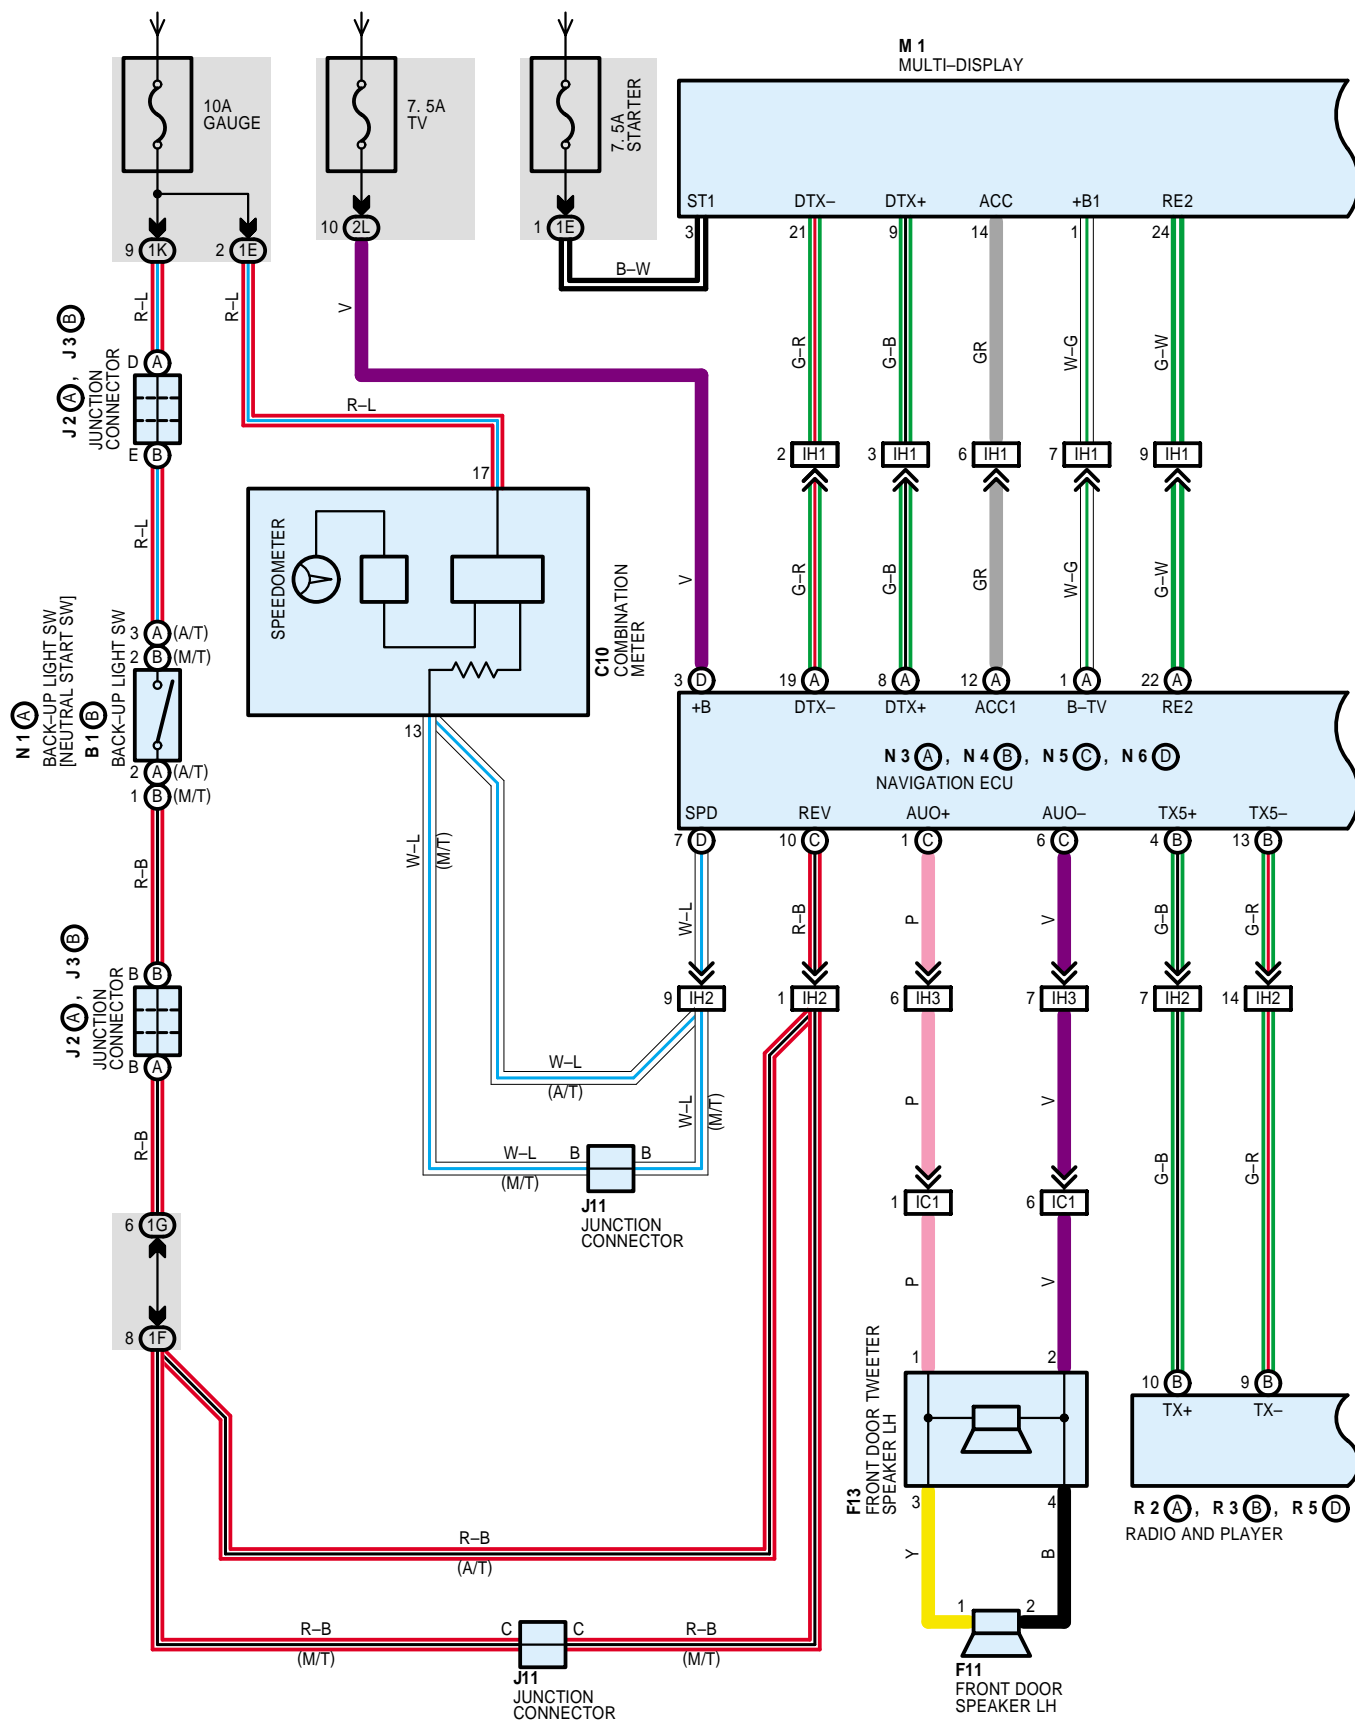 M 1
MULTI–DISPLAY
10A
GAUGE
7. 5A
TV
7. 5A
STARTER
ST1 DTX– DTX+ ACC +B1 RE2
3 21 9 14 1 24
9 1K 2 1E 10 2L 1 1E
B–W
R–L R–L V
G–R G–B GR W–G G–W
J 2 A , J 3 B
JUNCTION
CONNECTOR
D A
E B
R–L
2 IH1 3 IH1 6 IH1 7 IH1 9 IH1
17
SPEEDOMETER
C10
COMBINATION
METER
13
R–L
V G–R G–B GR W–G G–W
3 A (A/T)
2 B (M/T)
N 1 A
BACK–UP LIGHT SW
[NEUTRAL START SW]
B 1 B
BACK–UP LIGHT SW
2 A (A/T)
1 B (M/T)
3 D 19 A 8 A 12 A 1 A 22 A
+B DTX– DTX+ ACC1 B–TV RE2
N 3 A , N 4 B , N 5 C , N 6 D
NAVIGATION ECU
SPD REV AUO+ AUO– TX5+ TX5–
7 D 10 C 1 C 6 C 4 B 13 B
R–B
W–L
(M/T)
W–L R–B P V G–B G–R
J 2 A , J 3 B
JUNCTION
CONNECTOR
B B
B A
9 IH2 1 IH2 6 IH3 7 IH3 7 IH2 14 IH2
W–L
(A/T)
W–L
(M/T)
R–B
P V G–B G–R
W–L
(M/T)
B B
J11
JUNCTION
CONNECTOR
1 IC1 6 IC1
6 1G
8 1F
P V
1 2
F13
FRONT DOOR TWEETER
SPEAKER LH
3 4
10 B 9 B
TX+ TX–
R 2 A , R 3 B , R 5 D
RADIO AND PLAYER
R–B
(A/T)
Y B
1 2
F11
FRONT DOOR
SPEAKER LH
R–B
(M/T)
C C
R–B
(M/T)
J11
JUNCTION
CONNECTOR